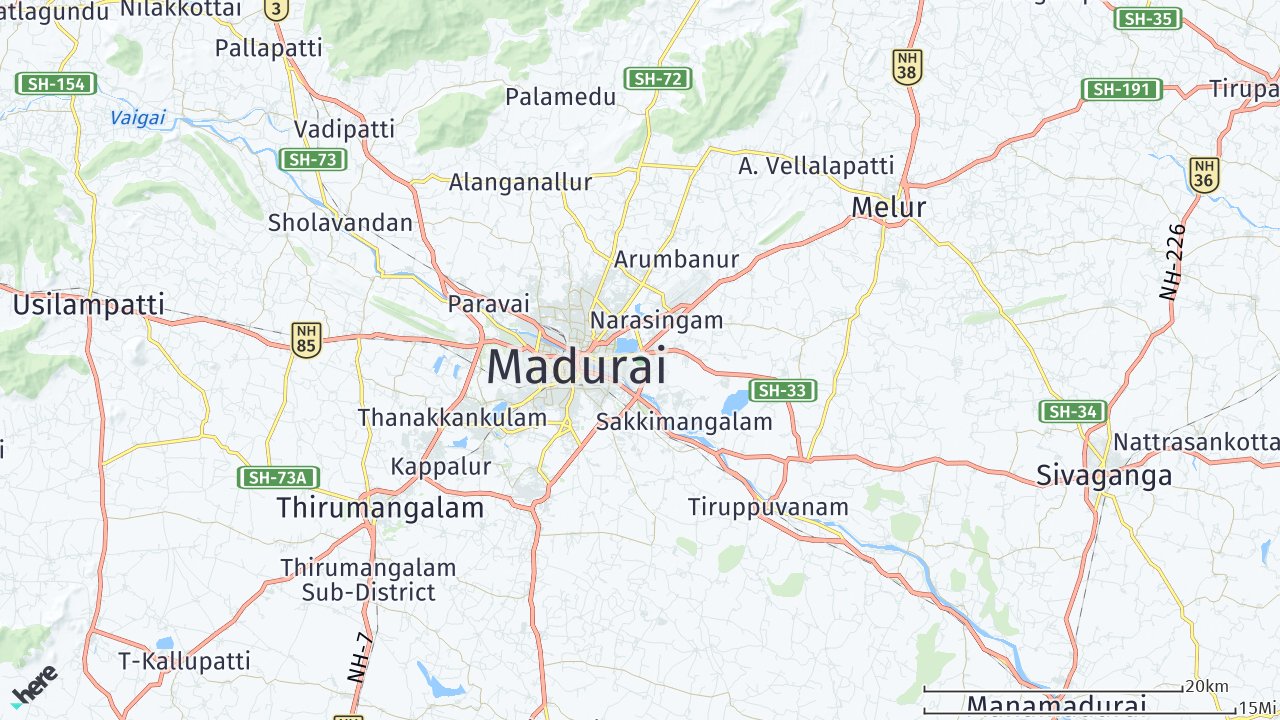 atlagundu
Nilakkottai
3
SH-35
Pallapatti
NH
38
SH-154
SH-72
SH-191
Tirupa
Palamedu
Vaigai
Vadipatti
SH-73
A. Vellalapatti
NH
36
Alanganallur
Melur
Sholavandan
NH-226
Arumbanur
Usilampatti
Paravai
Narasingam
NH
85
Madurai
SH-33
Thanakkankulam
Sakkimangalam
SH-34
Nattrasankotta
i
Kappalur
SH-73A
Sivaganga
Thirumangalam
Tiruppuvanam
Thirumangalam
Sub-District
NH-7
T-Kallupatti
here
20km
Manamadurai
15Mi